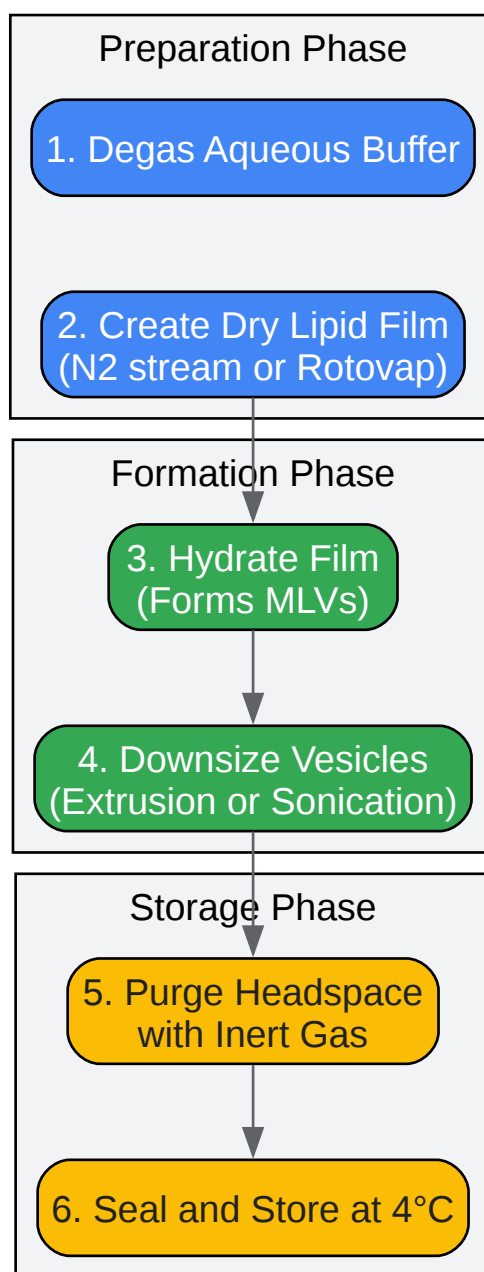 Preparation Phase
1. Degas Aqueous Buffer
2. Create Dry Lipid Film
(N2 stream or Rotovap)
Formation Phase
3. Hydrate Film
(Forms MLVs)
4. Downsize Vesicles
(Extrusion or Sonication)
Storage Phase
5. Purge Headspace
with Inert Gas
6. Seal and Store at 4°C